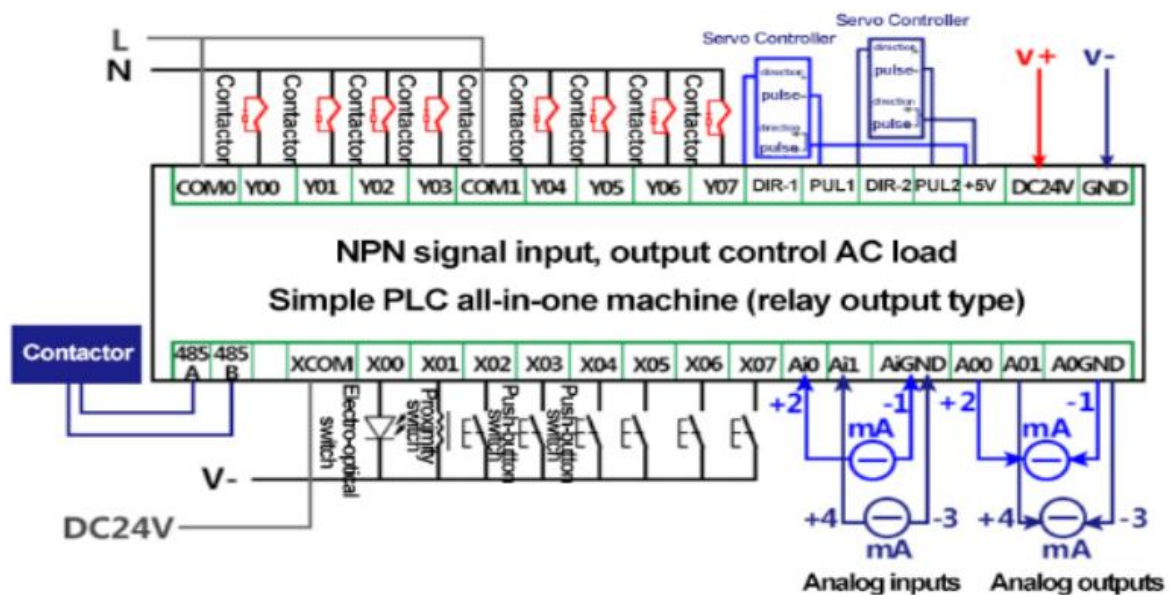 Servo Controller
Servo Controller
L
N
V+
V-
direction
pulse
direction
pulse
direction
pulse
direction
pulse
Contactor
Contactor
Contactor
Contactor
Contactor
Contactor
Contactor
Contactor
COM0 Y00 Y01 Y02 Y03 COM1 Y04 Y05 Y06 Y07 DIR-1 PUL1 DIR-2 PUL2 +5V DC24V GND
NPN signal input, output control AC load
Simple PLC all-in-one machine (relay output type)
Contactor
485 A 485 B XCOM X00 X01 X02 X03 X04 X05 X06 X07 Ai0 Ai1 AiGND A00 A01 A0GND
Electro-optical switch
Proximity switch
Push-button switch
Push-button switch
+2 -1 +2 -1
mA mA
V-
DC24V
+4 -3 +4 -3
mA mA
Analog inputs Analog outputs